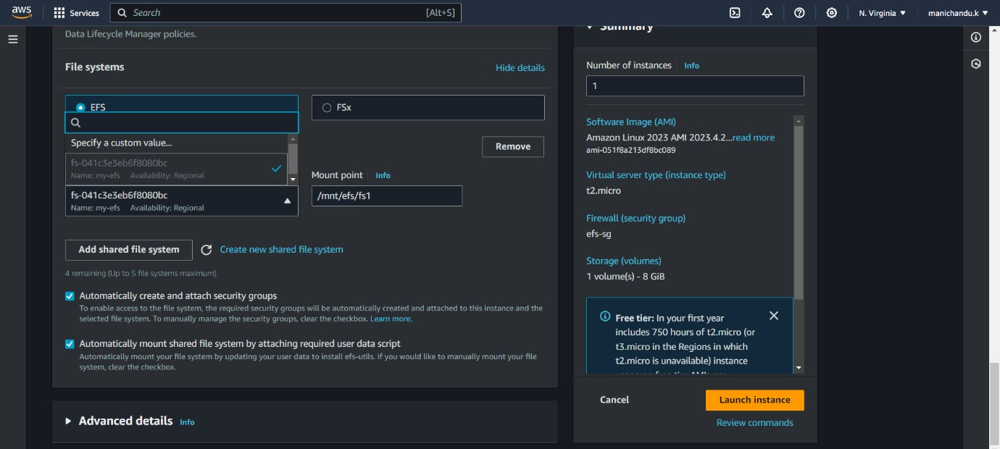 aws
Services
Search
[Alt+S]
N. Virginia ▼
manichandu.k ▼
Data Lifecycle Manager policies.
File systems
Hide details
EFS
FSx
Specify a custom value...
fs-041c3e3eb6f8080bc
Name: my-efs Availability: Regional
fs-041c3e3eb6f8080bc
Name: my-efs Availability: Regional
Remove
Mount point
Info
/mnt/efs/fs1
Add shared file system
Create new shared file system
4 remaining (Up to 5 file systems maximum).
Automatically create and attach security groups
To enable access to the file system, the required security groups will be automatically created and attached to this instance and the
selected file system. To manually manage the security groups, clear the checkbox. Learn more.
Automatically mount shared file system by attaching required user data script
Automatically mount your file system by updating your user data to install efs-utils. If you would like to manually mount your file
system, clear the checkbox.
Advanced details
Info
Summary
Number of instances
Info
1
Software Image (AMI)
Amazon Linux 2023 AMI 2023.4.2...read more
ami-051f8a213df8bc089
Virtual server type (instance type)
t2.micro
Firewall (security group)
efs-sg
Storage (volumes)
1 volume(s) - 8 GiB
Free tier: In your first year
includes 750 hours of t2.micro (or
t3.micro in the Regions in which
t2.micro is unavailable) instance
Cancel
Launch instance
Review commands